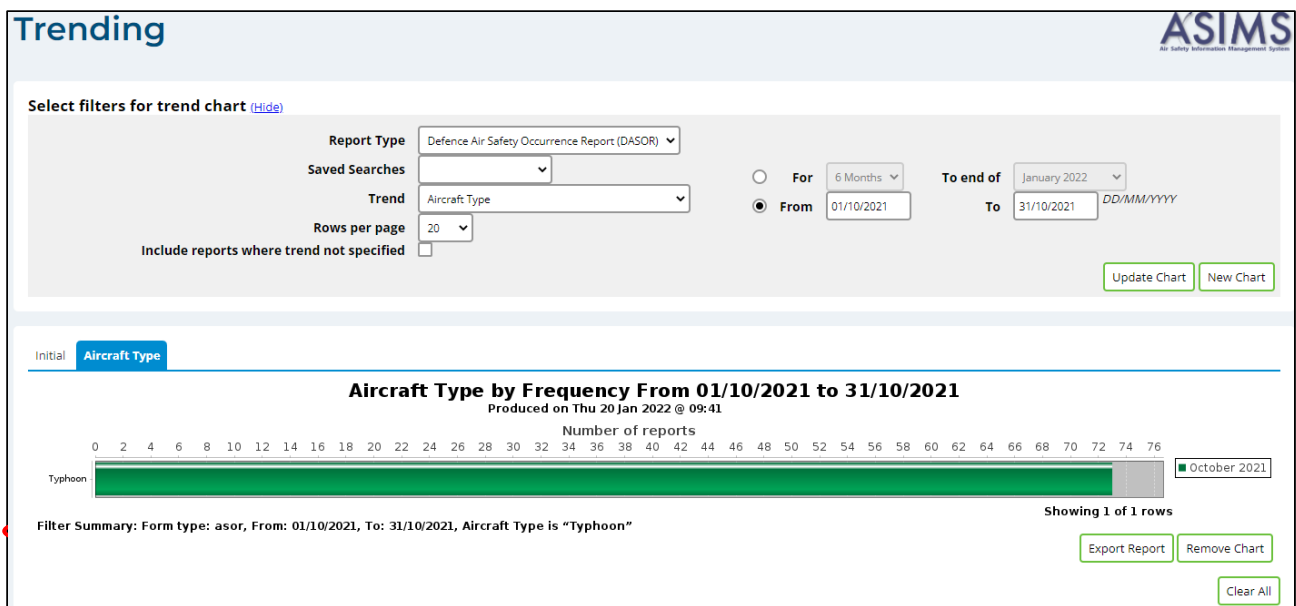 Trending
ASIMS
Air Safety Information Management System
Select filters for trend chart (Hide)
Report Type Defence Air Safety Occurrence Report (DASOR)
Saved Searches
For 6 Months To end of January 2022
Trend Aircraft Type
From 01/10/2021 To 31/10/2021 DD/MM/YYYY
Rows per page 20
Include reports where trend not specified
Update Chart New Chart
Initial Aircraft Type
Aircraft Type by Frequency From 01/10/2021 to 31/10/2021
Produced on Thu 20 Jan 2022 @ 09:41
Number of reports
0 2 4 6 8 10 12 14 16 18 20 22 24 26 28 30 32 34 36 38 40 42 44 46 48 50 52 54 56 58 60 62 64 66 68 70 72 74 76
October 2021
Typhoon
Showing 1 of 1 rows
Filter Summary: Form type: asor, From: 01/10/2021, To: 31/10/2021, Aircraft Type is “Typhoon”
Export Report Remove Chart
Clear All